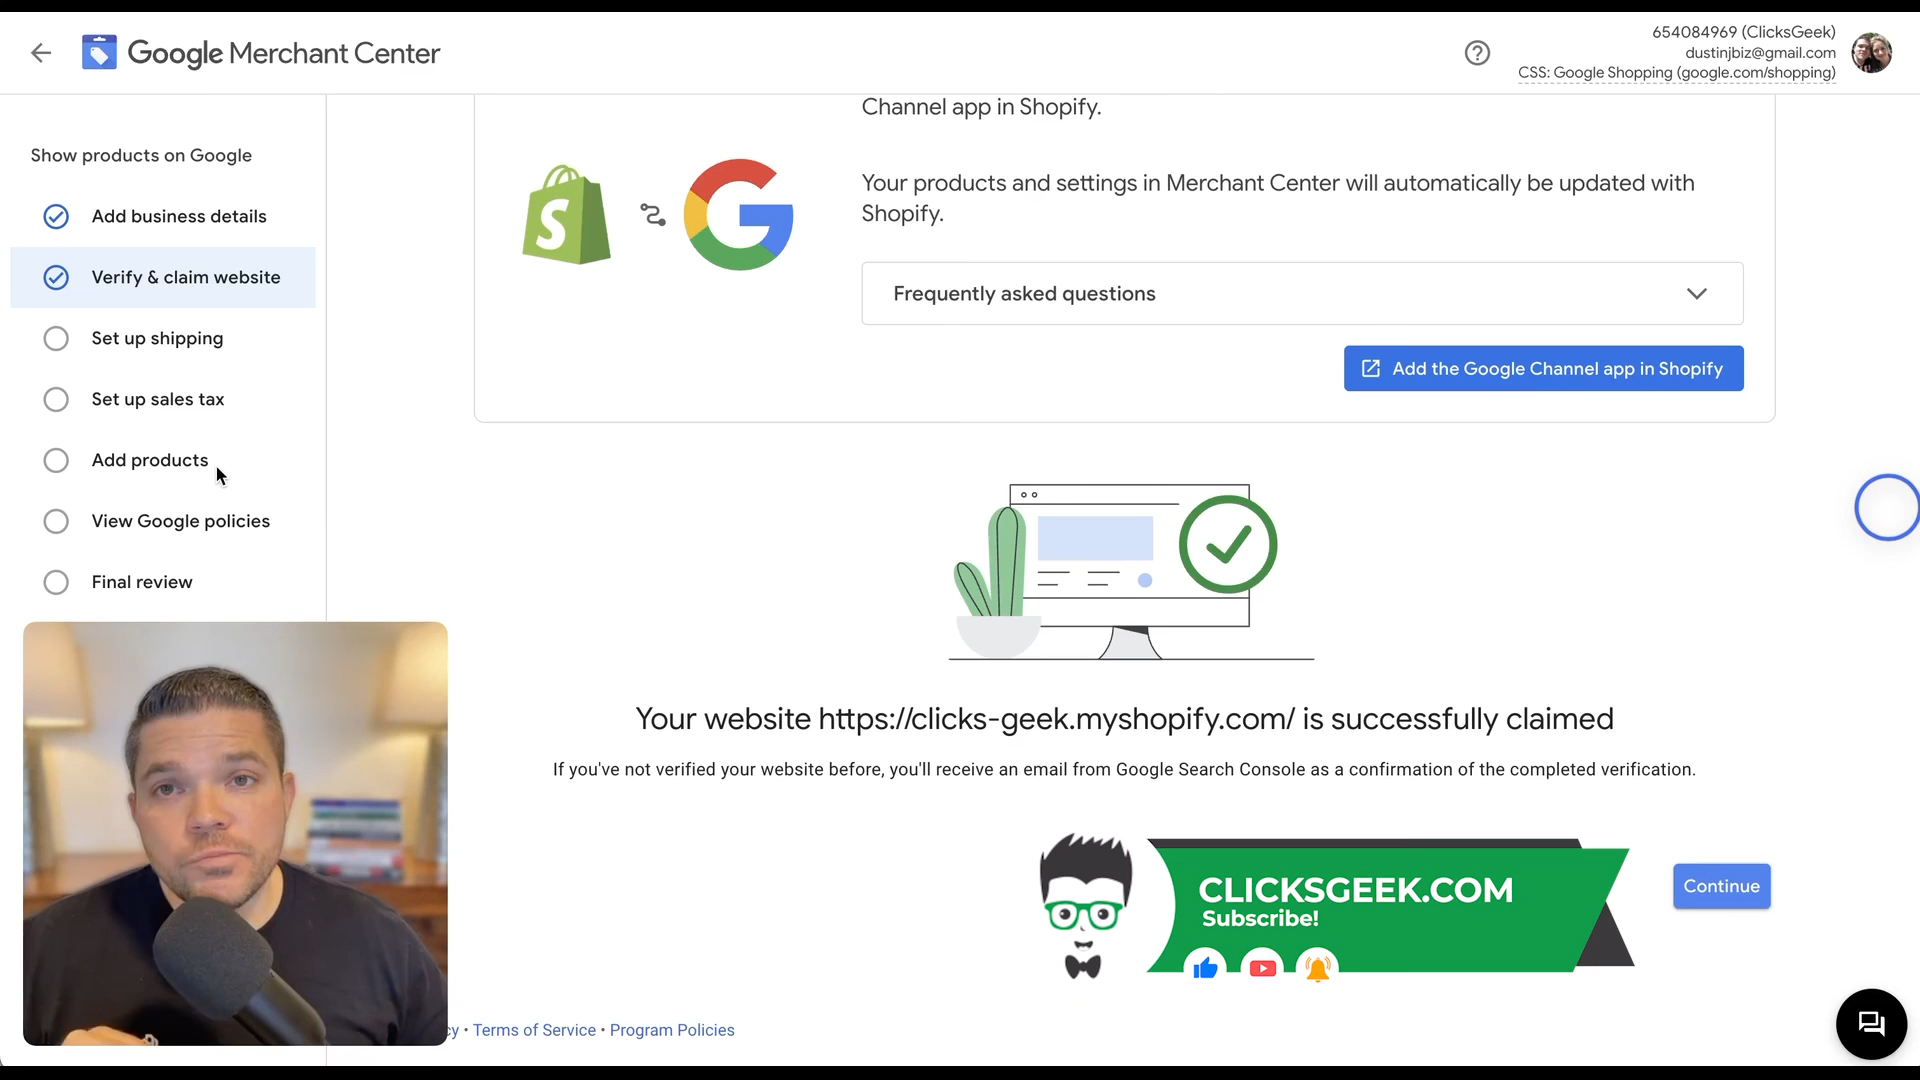 Google Merchant Center
654084969 (ClicksGeek)
dustinjbiz@gmail.com
CSS: Google Shopping (google.com/shopping)
Show products on Google
Add business details
Verify & claim website
Set up shipping
Set up sales tax
Add products
View Google policies
Final review
Channel app in Shopify.
Your products and settings in Merchant Center will automatically be updated with
Shopify.
Frequently asked questions
Add the Google Channel app in Shopify
Your website https://clicks-geek.myshopify.com/ is successfully claimed
If you've not verified your website before, you'll receive an email from Google Search Console as a confirmation of the completed verification.
CLICKSGEEK.COM
Subscribe!
Continue
cy • Terms of Service • Program Policies